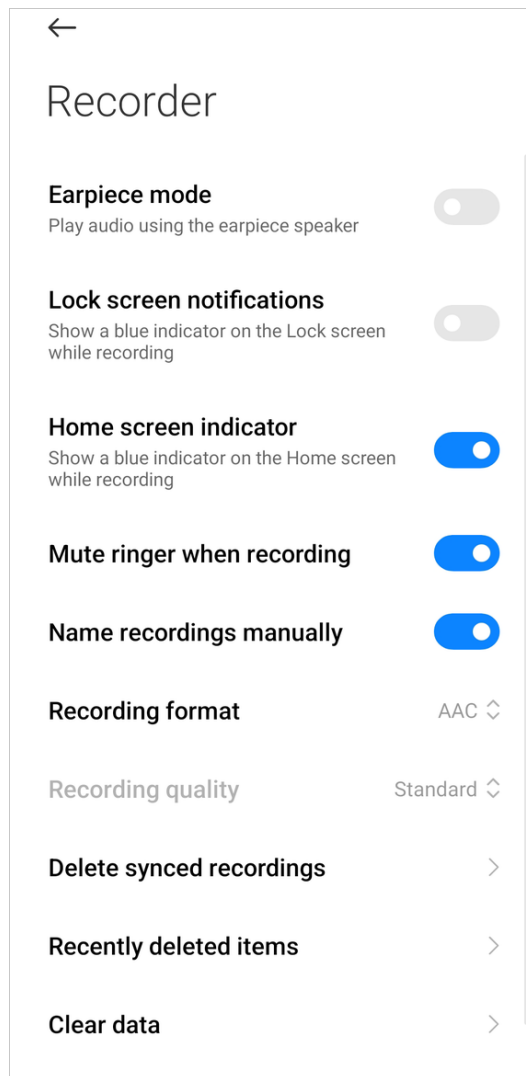 Recorder
Earpiece mode
Play audio using the earpiece speaker
Lock screen notifications
Show a blue indicator on the Lock screen
while recording
Home screen indicator
Show a blue indicator on the Home screen
while recording
Mute ringer when recording
Name recordings manually
Recording format AAC
Recording quality Standard
Delete synced recordings
Recently deleted items
Clear data